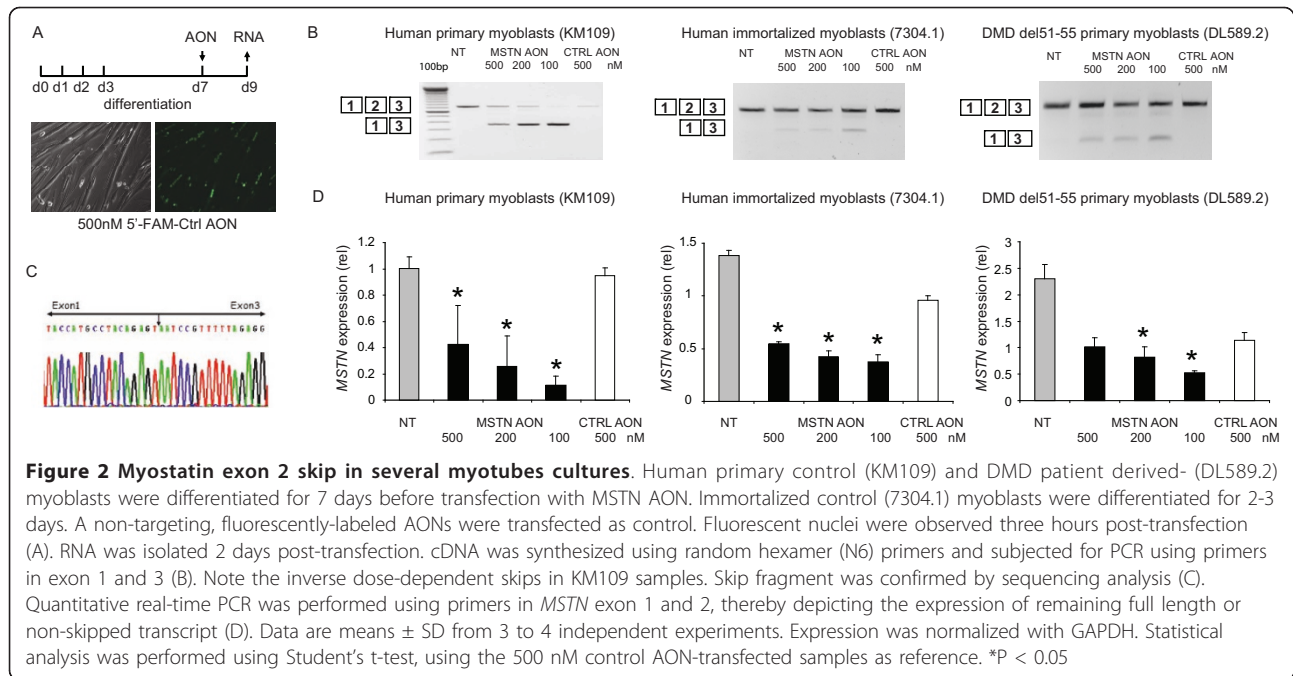 A
AON RNA
d0 d1 d2 d3 d7 d9
differentiation
500nM 5'-FAM-Ctrl AON
B
Human primary myoblasts (KM109)
NT MSTN AON CTRL AON
100bp 500 200 100 500 nM
1 2 3
1 3
Human immortalized myoblasts (7304.1)
NT MSTN AON CTRL AON
500 200 100 500 nM
1 2 3
1 3
DMD del51-55 primary myoblasts (DL589.2)
NT MSTN AON CTRL AON
500 200 100 500 nM
1 2 3
1 3
C
Exon1 Exon3
TACCATGCCTACAGAGTAATCCGTTTTTAGAGG
D
Human primary myoblasts (KM109)
MSTN expression (rel)
1.2
1
0.8
0.6
0.4
0.2
0
* * *
NT MSTN AON CTRL AON
500 200 100 500 nM
Human immortalized myoblasts (7304.1)
MSTN expression (rel)
1.5
1
0.5
0
* * *
NT MSTN AON CTRL AON
500 200 100 500 nM
DMD del51-55 primary myoblasts (DL589.2)
MSTN expression (rel)
3
2.5
2
1.5
1
0.5
0
* *
NT MSTN AON CTRL AON
500 200 100 500 nM
Figure 2 Myostatin exon 2 skip in several myotubes cultures. Human primary control (KM109) and DMD patient derived- (DL589.2)
myoblasts were differentiated for 7 days before transfection with MSTN AON. Immortalized control (7304.1) myoblasts were differentiated for 2-3
days. A non-targeting, fluorescently-labeled AONs were transfected as control. Fluorescent nuclei were observed three hours post-transfection
(A). RNA was isolated 2 days post-transfection. cDNA was synthesized using random hexamer (N6) primers and subjected for PCR using primers
in exon 1 and 3 (B). Note the inverse dose-dependent skips in KM109 samples. Skip fragment was confirmed by sequencing analysis (C).
Quantitative real-time PCR was performed using primers in MSTN exon 1 and 2, thereby depicting the expression of remaining full length or
non-skipped transcript (D). Data are means ± SD from 3 to 4 independent experiments. Expression was normalized with GAPDH. Statistical
analysis was performed using Student's t-test, using the 500 nM control AON-transfected samples as reference. *P < 0.05